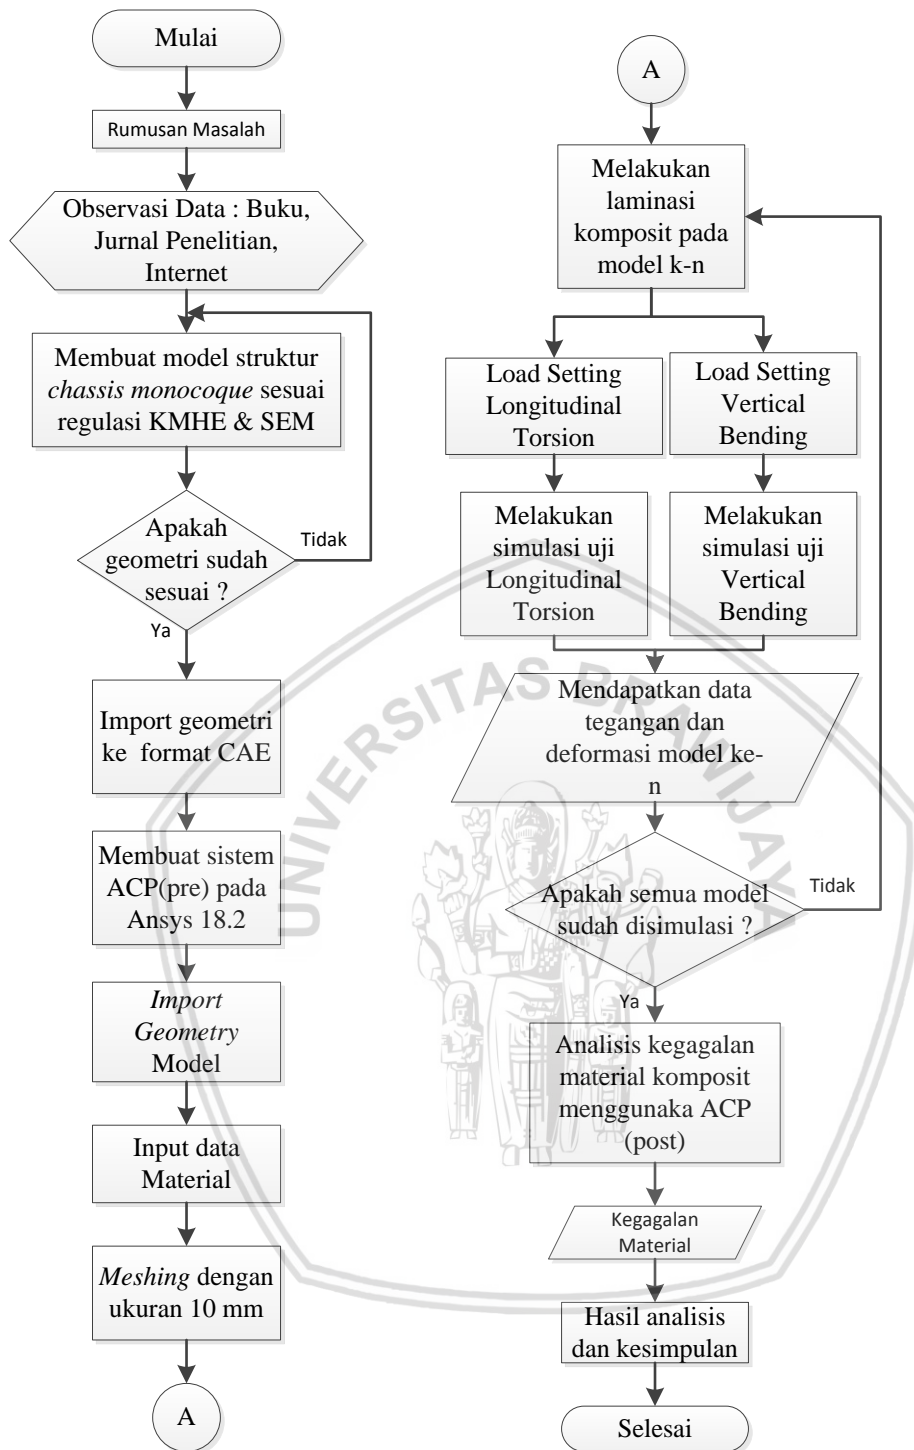 Mulai
Rumusan Masalah
Observasi Data : Buku,
Jurnal Penelitian,
Internet
Membuat model struktur
chassis monocoque sesuai
regulasi KMHE & SEM
Apakah
geometri sudah
sesuai ?
Tidak
Ya
Import geometri
ke format CAE
Membuat sistem
ACP(pre) pada
Ansys 18.2
Import
Geometry
Model
Input data
Material
Meshing dengan
ukuran 10 mm
A
A
Melakukan
laminasi
komposit pada
model k-n
Load Setting
Longitudinal
Torsion
Load Setting
Vertical
Bending
Melakukan
simulasi uji
Longitudinal
Torsion
Melakukan
simulasi uji
Vertical
Bending
Mendapatkan data
tegangan dan
deformasi model ke-
n
Apakah semua model
sudah disimulasi ?
Tidak
Ya
Analisis kegagalan
material komposit
menggunaka ACP
(post)
Kegagalan
Material
Hasil analisis
dan kesimpulan
Selesai
UNIVERSITAS BRAWIJAYA